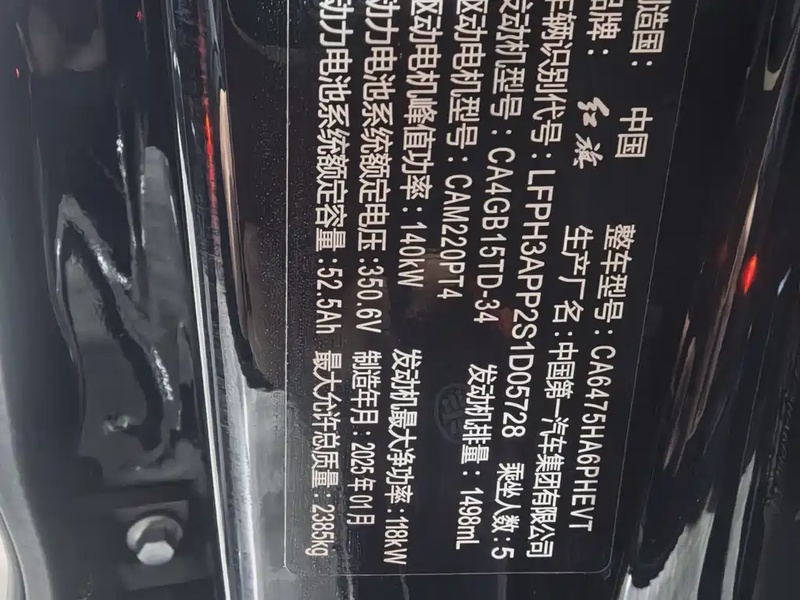 制造国: 中国 整车型号: CA6475HA6PHEVT
品牌: 红旗 生产厂名: 中国第一汽车集团有限公司
车辆识别代号: LFPH3APP2S1D05728 乘坐人数: 5
发动机型号: CA4GB15TD-34 发动机排量: 1498mL
驱动电机型号: CAM220PT4
驱动电机峰值功率: 140kW 发动机最大净功率: 118kW
动力电池系统额定电压: 350.6V 制造年月: 2025年01月
动力电池系统额定容量: 52.5Ah 最大允许总质量: 2385kg